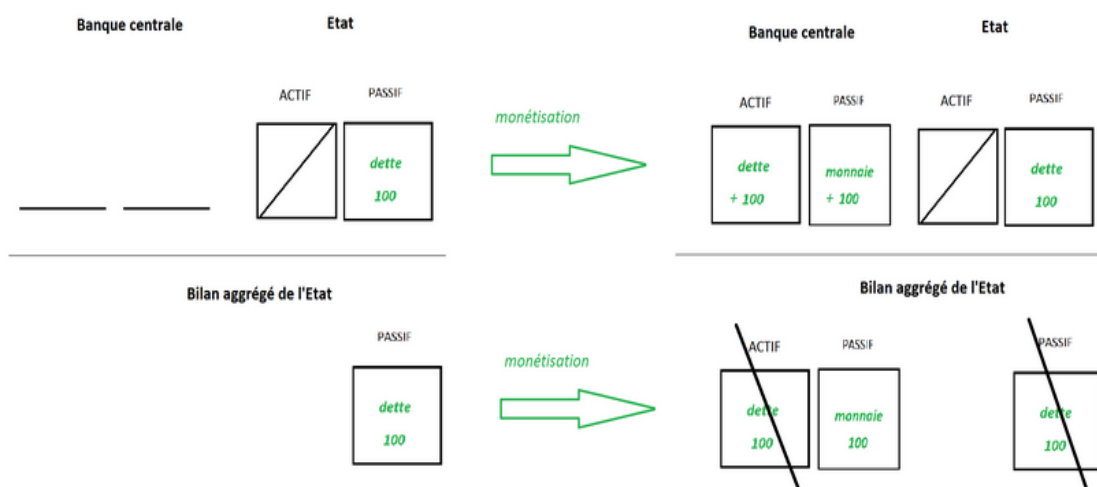 Banque centrale
Etat
ACTIF
PASSIF
dette
100
monétisation
Banque centrale
Etat
ACTIF
PASSIF
ACTIF
PASSIF
dette
+ 100
monnaie
+ 100
dette
100
Bilan aggrégé de l'Etat
PASSIF
dette
100
monétisation
Bilan aggrégé de l'Etat
ACTIF
PASSIF
PASSIF
dette
100
monnaie
100
dette
100